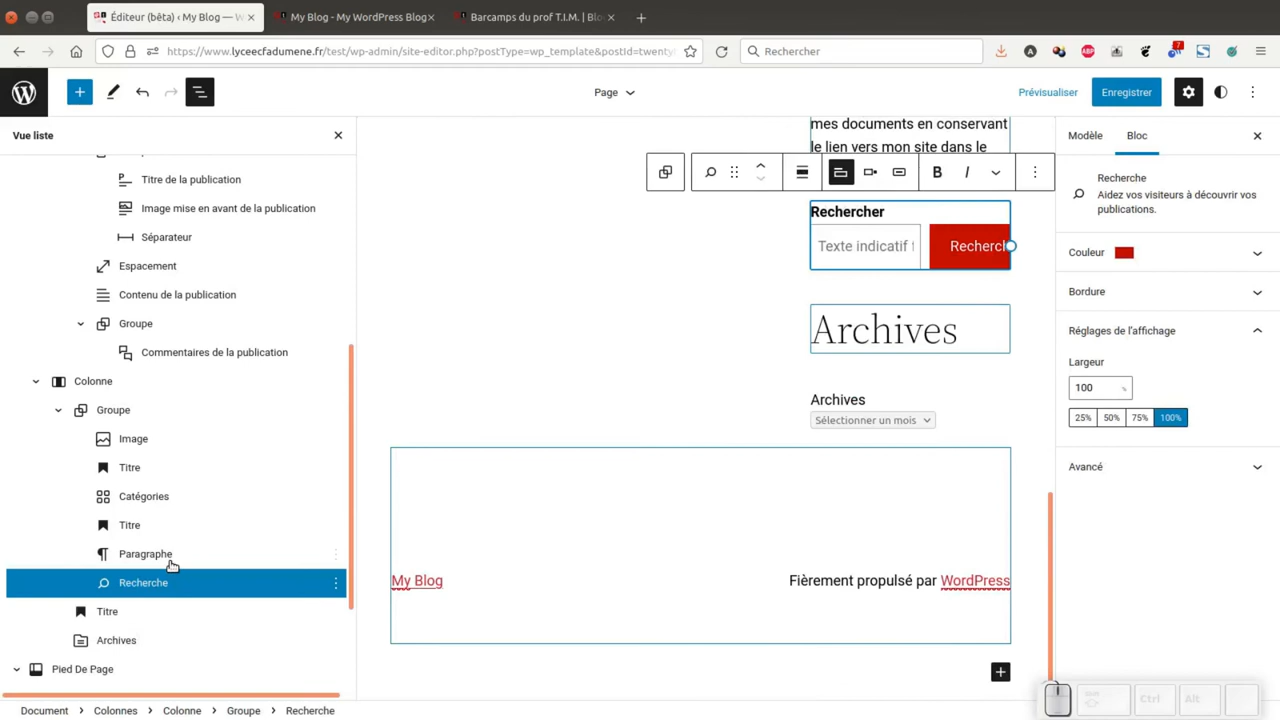 Éditeur (bêta) ‹ My Blog — W
My Blog - My WordPress Blog
Barcamps du prof T.I.M. | Blo
https://www.lyceecfadumene.fr/test/wp-admin/site-editor.php?postType=wp_template&postId=twenty
Rechercher
7
Page
Prévisualiser
Enregistrer
Vue liste
Titre de la publication
Image mise en avant de la publication
Séparateur
Espacement
Contenu de la publication
Groupe
Commentaires de la publication
Colonne
Groupe
Image
Titre
Catégories
Titre
Paragraphe
Recherche
Titre
Archives
Pied De Page
Document > Colonnes > Colonne > Groupe > Recherche
mes documents en conservant
le lien vers mon site dans le
B I
Rechercher
Texte indicatif f
Recherch
Archives
Archives
Sélectionner un mois
My Blog
Fièrement propulsé par WordPress
Modèle
Bloc
Recherche
Aidez vos visiteurs à découvrir vos
publications.
Couleur
Bordure
Réglages de l'affichage
Largeur
100 %
25% 50% 75% 100%
Avancé
Ctrl Alt